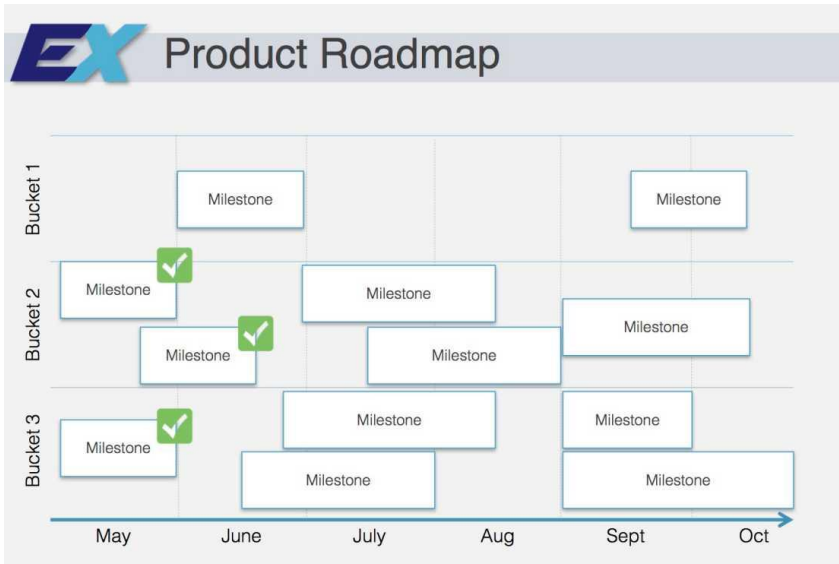 EX Product Roadmap
Bucket 1
Milestone
Milestone
Bucket 2
Milestone
Milestone
Milestone
Milestone
Milestone
Bucket 3
Milestone
Milestone
Milestone
Milestone
Milestone
May June July Aug Sept Oct